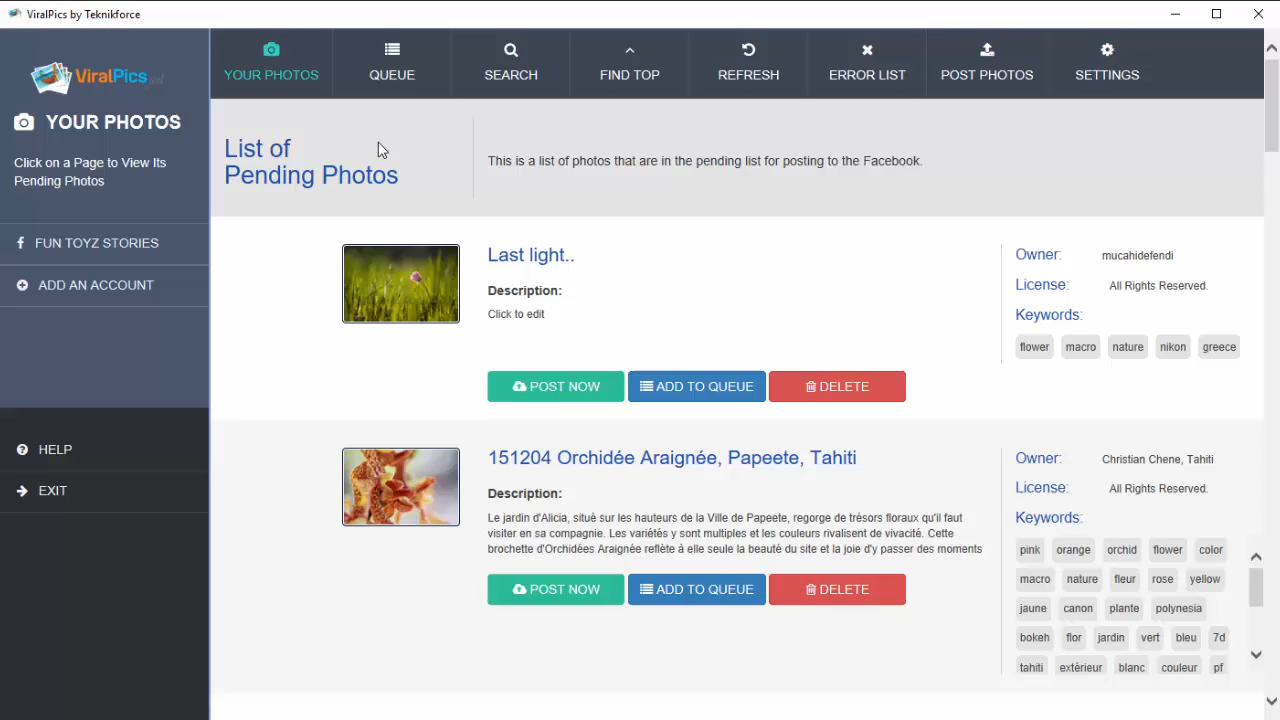 ViralPics by Teknikforce
ViralPics
YOUR PHOTOS
QUEUE
SEARCH
FIND TOP
REFRESH
ERROR LIST
POST PHOTOS
SETTINGS
YOUR PHOTOS
Click on a Page to View Its
Pending Photos
FUN TOYZ STORIES
ADD AN ACCOUNT
HELP
EXIT
List of
Pending Photos
This is a list of photos that are in the pending list for posting to the Facebook.
Last light..
Description:
Click to edit
POST NOW
ADD TO QUEUE
DELETE
Owner: mucahidefendi
License: All Rights Reserved.
Keywords:
flower macro nature nikon greece
151204 Orchidée Araignée, Papeete, Tahiti
Description:
Le jardin d'Alicia, situè sur les hauteurs de la Ville de Papeete, regorge de trèsors floraux qu'il faut
visiter en sa compagnie. Les variétés y sont multiples et les couleurs rivalisent de vivacité. Cette
brochette d'Orchidées Araignée reflète à elle seule la beauté du site et la joie d'y passer des moments
POST NOW
ADD TO QUEUE
DELETE
Owner: Christian Chene, Tahiti
License: All Rights Reserved.
Keywords:
pink orange orchid flower color
macro nature fleur rose yellow
jaune canon plante polynesia
bokeh flor jardin vert bleu 7d
tahiti extérieur blanc couleur pf